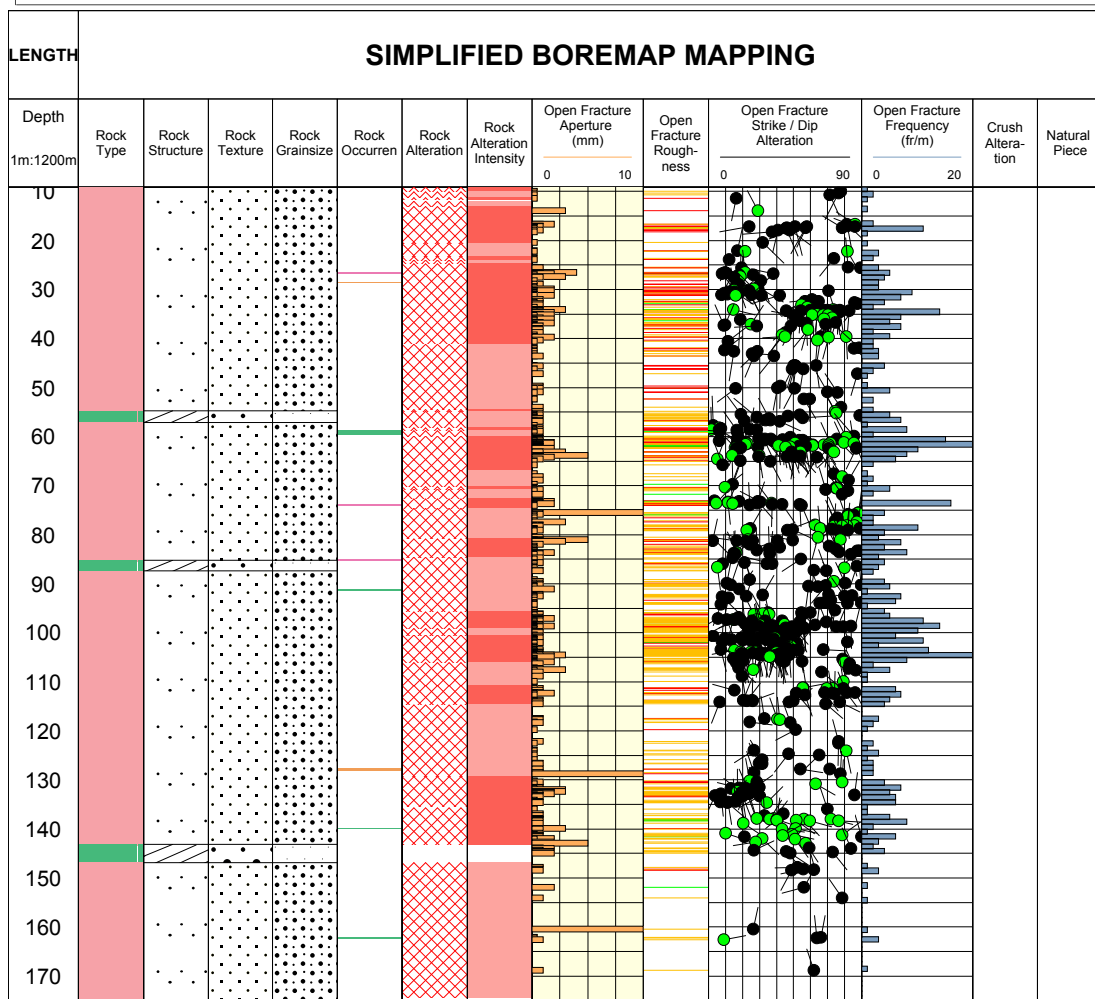 LENGTH
SIMPLIFIED BOREMAP MAPPING
Depth
1m:1200m
Rock
Type
Rock
Structure
Rock
Texture
Rock
Grainsize
Rock
Occurren
Rock
Alteration
Rock
Alteration
Intensity
Open Fracture
Aperture
(mm)
0 10
Open
Fracture
Rough-
ness
Open Fracture
Strike / Dip
Alteration
0 90
Open Fracture
Frequency
(fr/m)
0 20
Crush
Altera-
tion
Natural
Piece
10
20
30
40
50
60
70
80
90
100
110
120
130
140
150
160
170